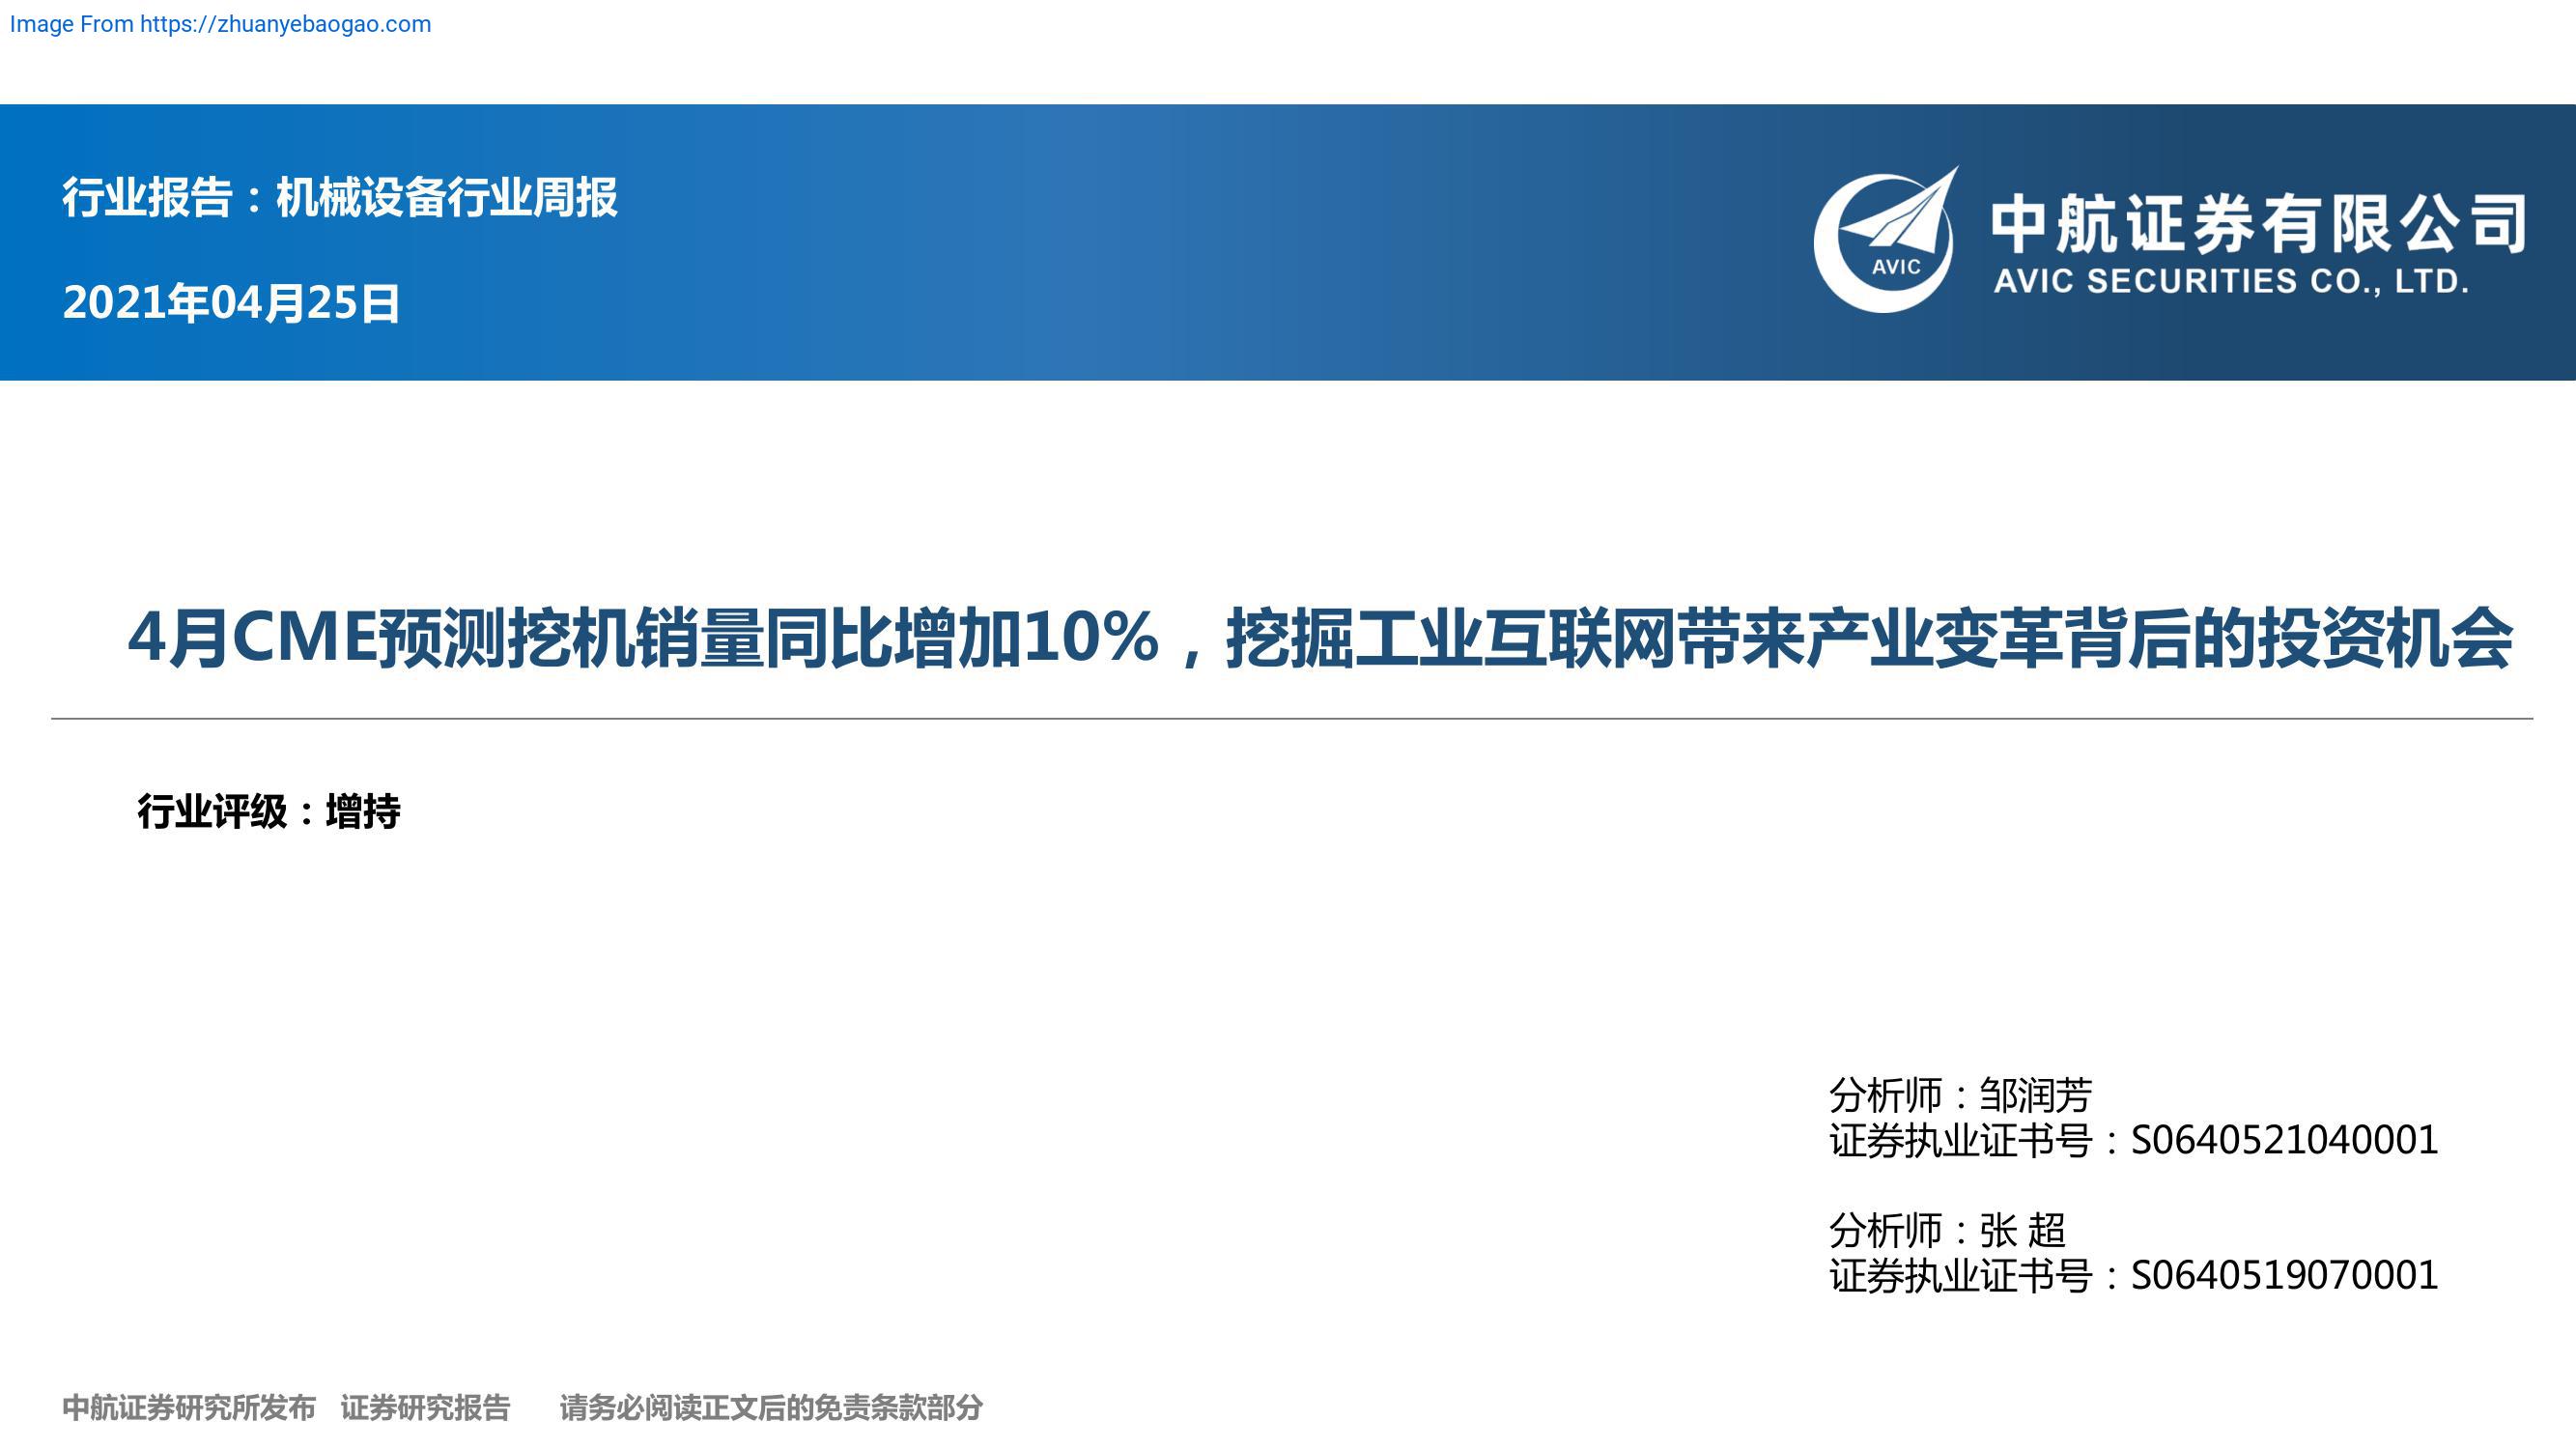 Image From https://zhuanyebaogao.com
行业报告：机械设备行业周报
2021年04月25日
AVIC
中航证券有限公司
AVIC SECURITIES CO., LTD.
4月CME预测挖机销量同比增加10%，挖掘工业互联网带来产业变革背后的投资机会
行业评级：增持
分析师：邹润芳
证券执业证书号：S0640521040001
分析师：张 超
证券执业证书号：S0640519070001
中航证券研究所发布 证券研究报告 请务必阅读正文后的免责条款部分